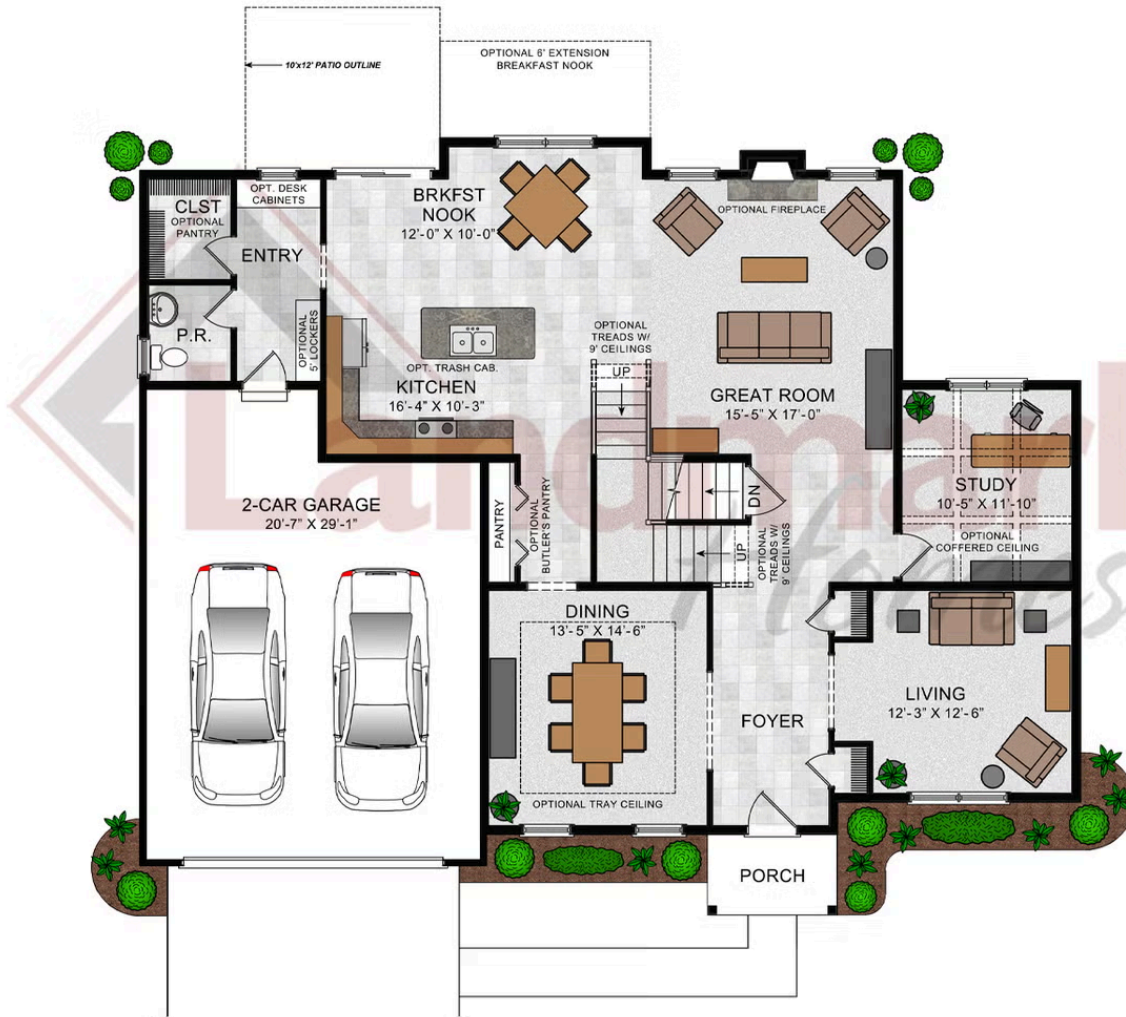 10'x12' PATIO OUTLINE
OPTIONAL 6' EXTENSION
BREAKFAST NOOK
CLST
OPTIONAL
PANTRY
OPT. DESK
CABINETS
ENTRY
P.R.
OPTIONAL
5' LOCKERS
BRKFST
NOOK
12'-0" X 10'-0"
OPTIONAL FIREPLACE
OPT. TRASH CAB.
KITCHEN
16'-4" X 10'-3"
OPTIONAL
TREADS W/
9' CEILINGS
UP
GREAT ROOM
15'-5" X 17'-0"
Landmark
Homes
2-CAR GARAGE
20'-7" X 29'-1"
PANTRY
OPTIONAL
BUTLER'S PANTRY
DN
UP
OPTIONAL
TREADS W/
9' CEILINGS
STUDY
10'-5" X 11'-10"
OPTIONAL
COFFERED CEILING
DINING
13'-5" X 14'-6"
OPTIONAL TRAY CEILING
FOYER
LIVING
12'-3" X 12'-6"
PORCH